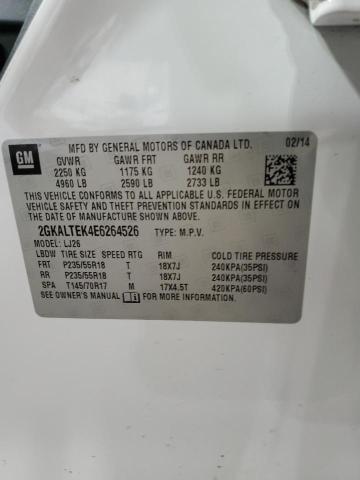 GM
MFD BY GENERAL MOTORS OF CANADA LTD. 02/14
GVWR GAWR FRT GAWR RR
2250 KG 1175 KG 1240 KG
4960 LB 2590 LB 2733 LB
THIS VEHICLE CONFORMS TO ALL APPLICABLE U.S. FEDERAL MOTOR
VEHICLE SAFETY AND THEFT PREVENTION STANDARDS IN EFFECT
ON THE DATE OF MANUFACTURE SHOWN ABOVE.
2GKALTEK4E6264526 TYPE: M.P.V.
MODEL: LJ26
LBDW TIRE SIZE SPEED RTG RIM COLD TIRE PRESSURE
FRT P235/55R18 T 18X7J 240KPA(35PSI)
RR P235/55R18 T 18X7J 240KPA(35PSI)
SPA T145/70R17 M 17X4.5T 420KPA(60PSI)
SEE OWNER'S MANUAL FOR MORE INFORMATION.